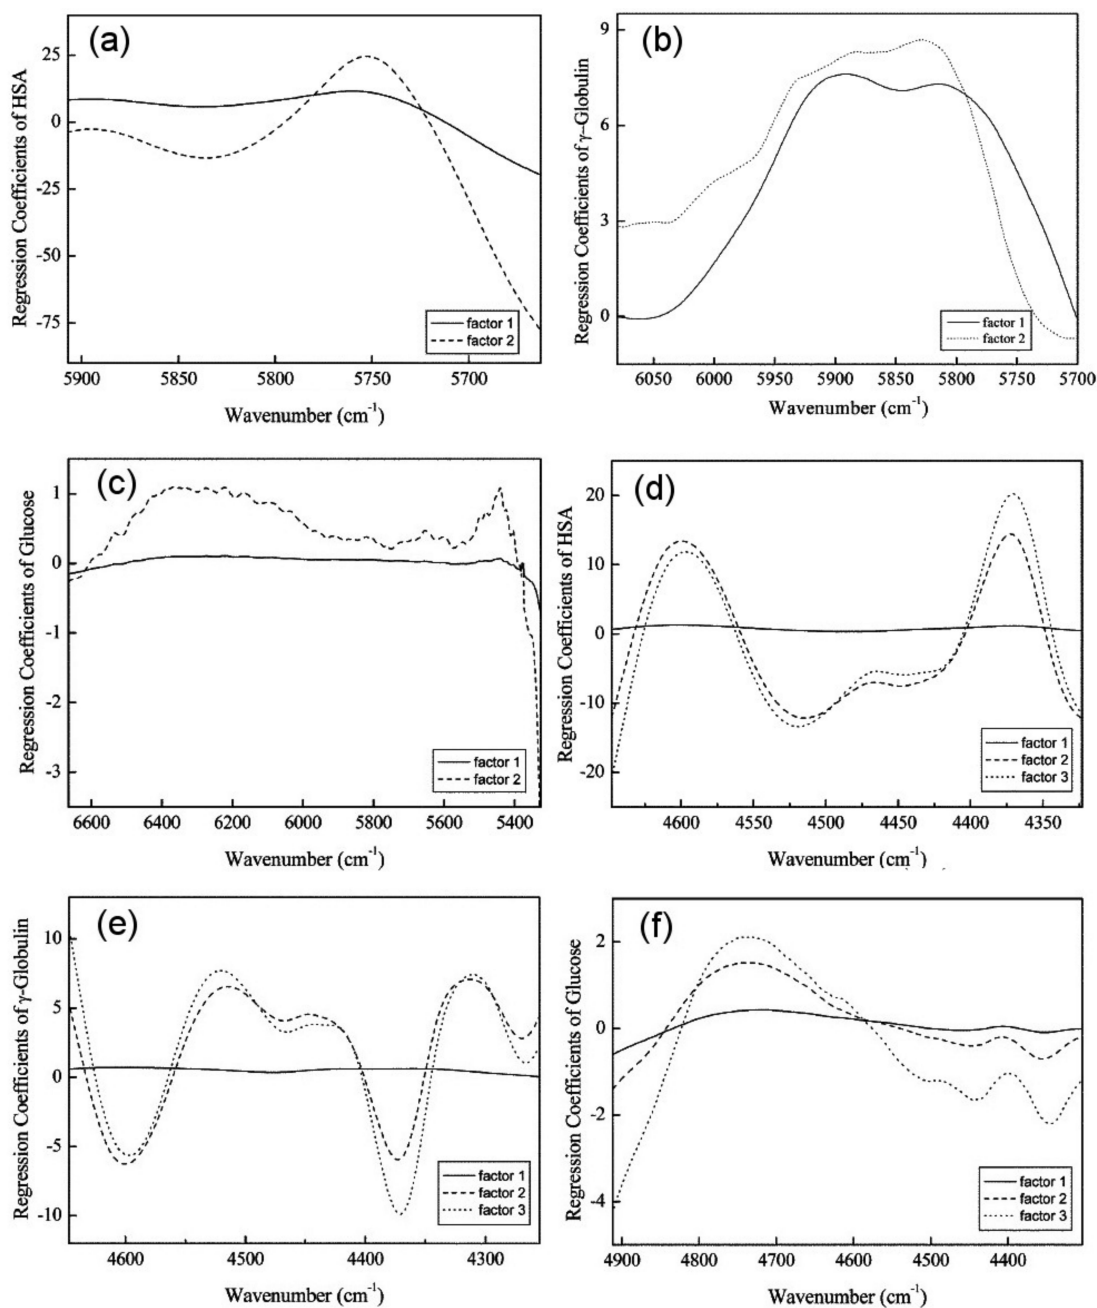 (a)
Regression Coefficients of HSA
25
0
-25
-50
-75
factor 1
factor 2
5900 5850 5800 5750 5700
Wavenumber (cm⁻¹)
(b)
Regression Coefficients of γ–Globulin
9
6
3
0
factor 1
factor 2
6050 6000 5950 5900 5850 5800 5750 5700
Wavenumber (cm⁻¹)
(c)
Regression Coefficients of Glucose
1
0
-1
-2
-3
factor 1
factor 2
6600 6400 6200 6000 5800 5600 5400
Wavenumber (cm⁻¹)
(d)
Regression Coefficients of HSA
20
10
0
-10
-20
factor 1
factor 2
factor 3
4600 4550 4500 4450 4400 4350
Wavenumber (cm⁻¹)
(e)
Regression Coefficients of γ-Globulin
10
5
0
-5
-10
factor 1
factor 2
factor 3
4600 4500 4400 4300
Wavenumber (cm⁻¹)
(f)
Regression Coefficients of Glucose
2
0
-2
-4
factor 1
factor 2
factor 3
4900 4800 4700 4600 4500 4400
Wavenumber (cm⁻¹)